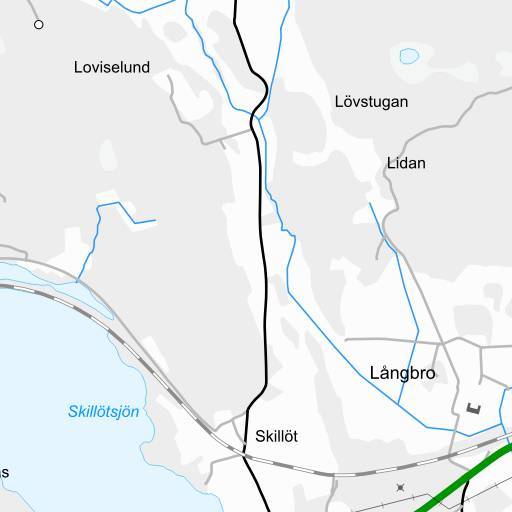 Loviselund
Lövstugan
Lidan
Långbro
Skillötsjön
Skillöt